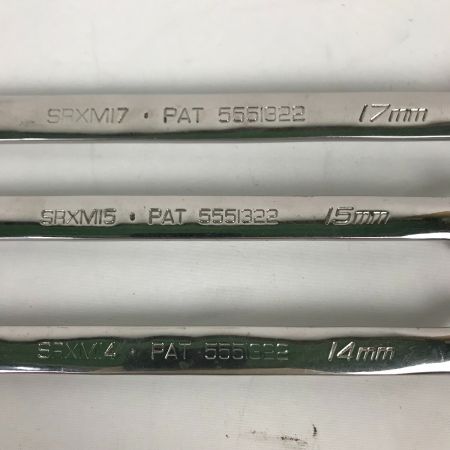 SRXM17 · PAT 5551322 17mm
SRXM15 · PAT 5551322 15mm
SRXM14 · PAT 5551322 14mm